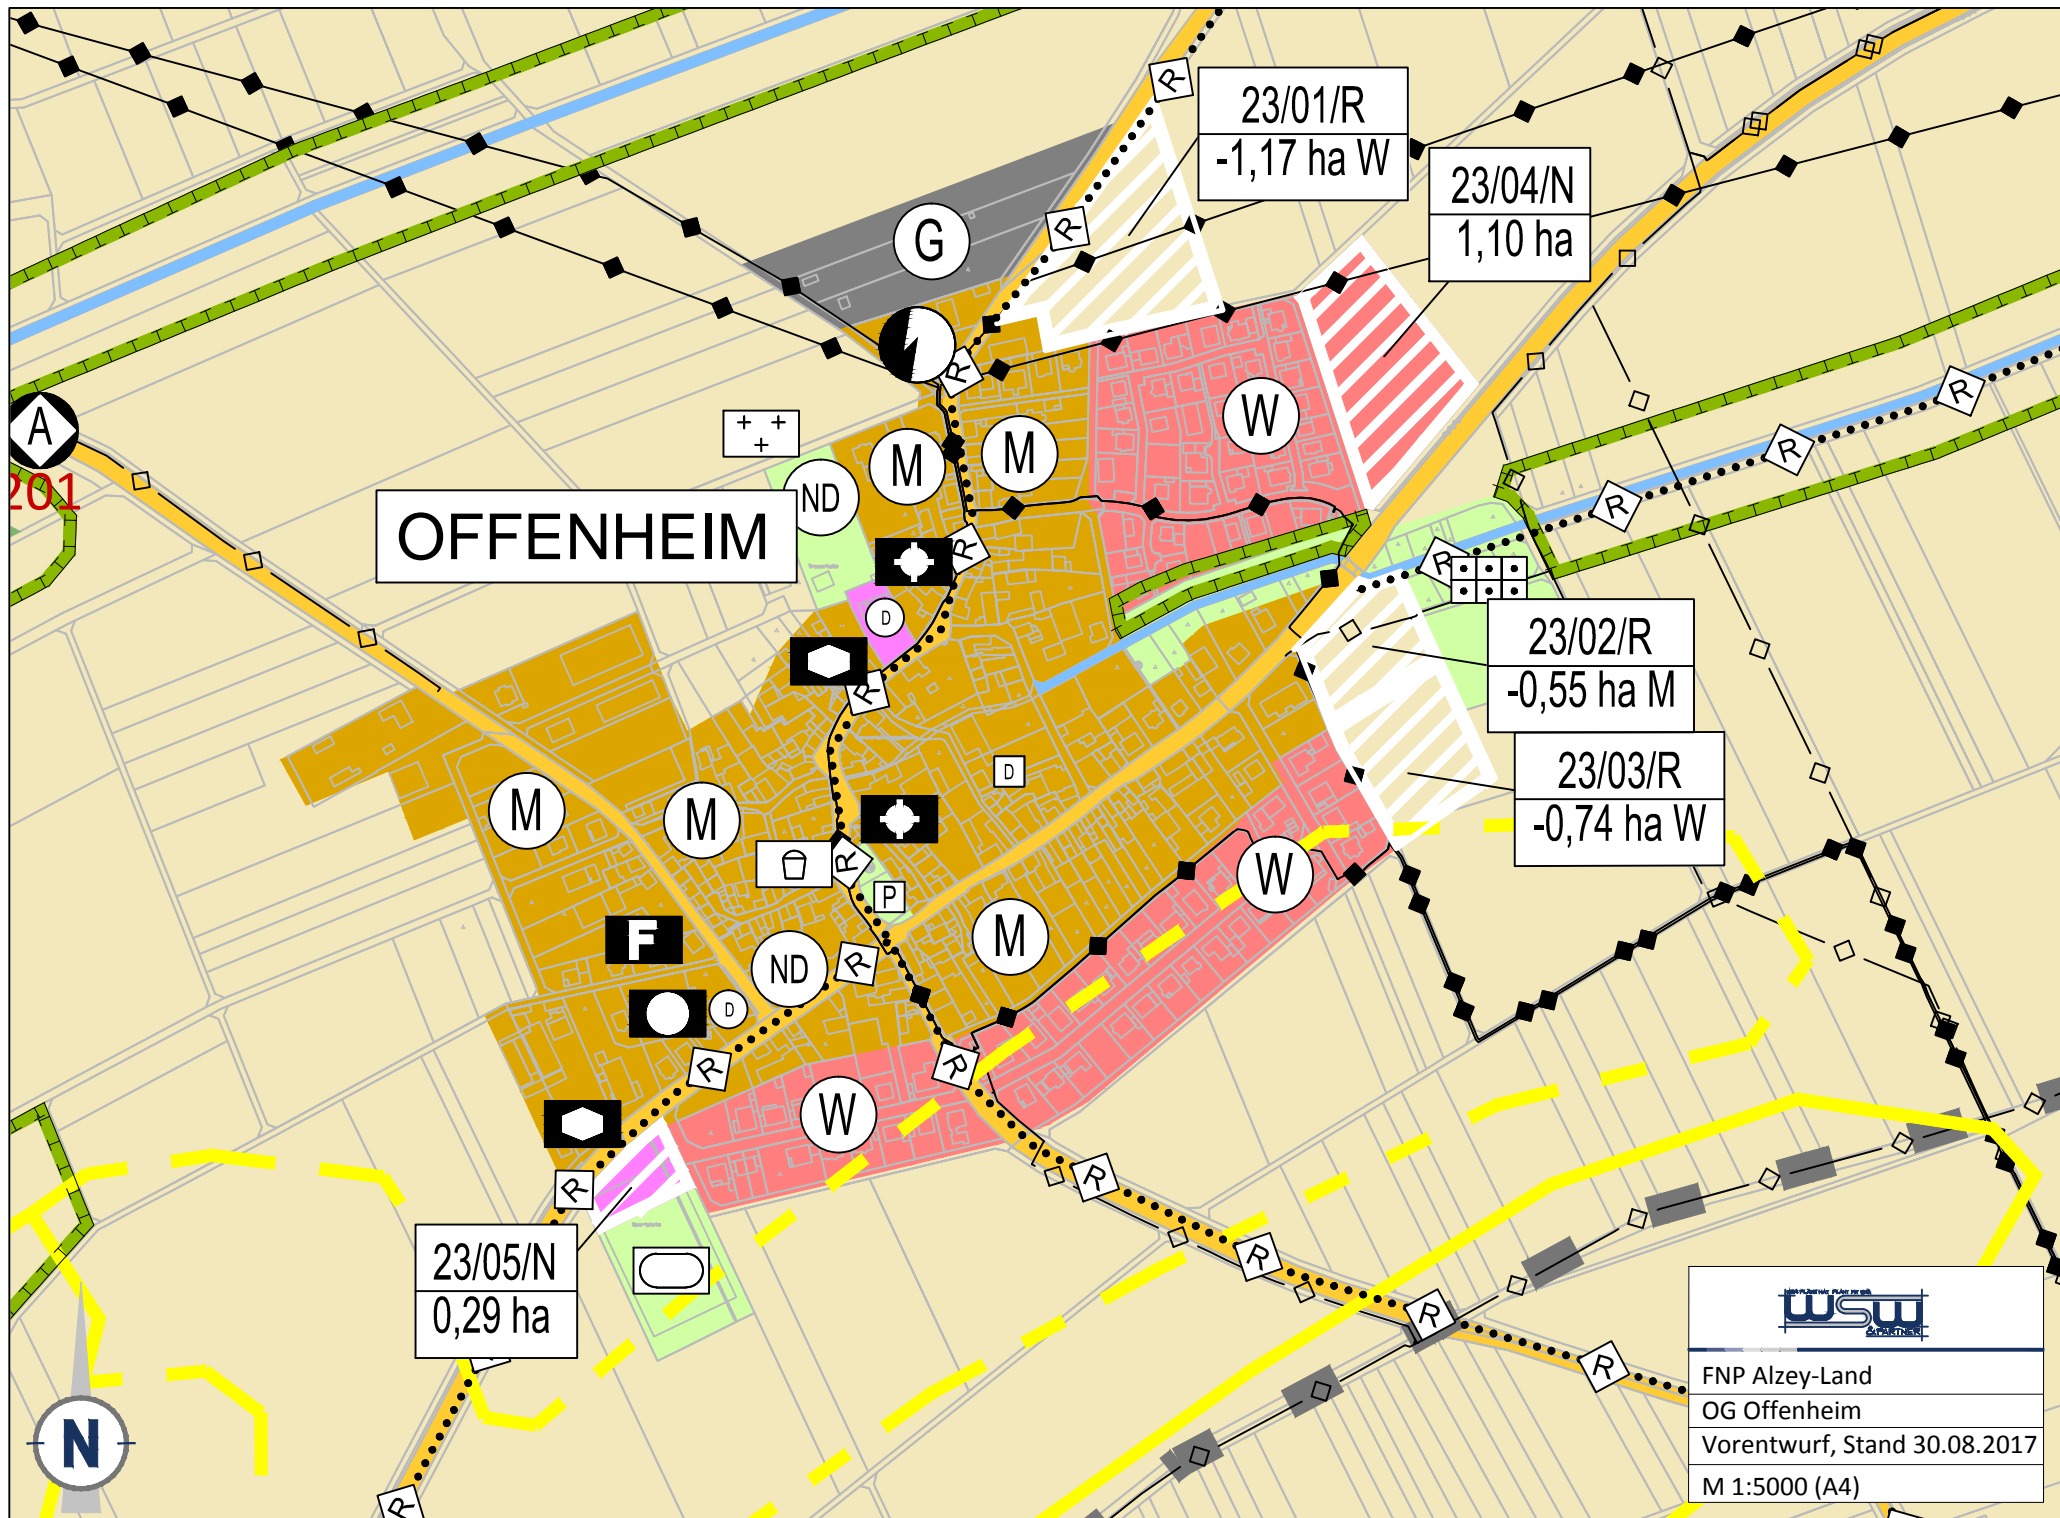 23/01/R
-1,17 ha W
23/04/N
1,10 ha
R
R
G
R
A
201
W
M
M
ND
OFFENHEIM
R
R
R
R
R
D
R
23/02/R
-0,55 ha M
23/03/R
-0,74 ha W
D
M
M
R
P
W
F
M
ND
R
D
R
R
W
R
R
R
R
R
23/05/N
0,29 ha
N
R
WSW
& PARTNER
FNP Alzey-Land
OG Offenheim
Vorentwurf, Stand 30.08.2017
M 1:5000 (A4)